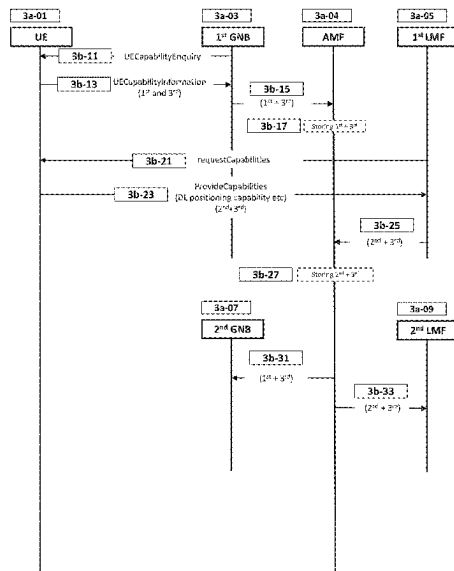 3a-01
3a-03
3a-04
3a-05
UE
1st GNB
AMF
1st LMF
3b-11
UECapabilityEnquiry
3b-13
UECapabilityInformation
(1st and 3rd)
3b-15
(1st + 3rd)
3b-17
Storing 1st + 3rd
3b-21
requestCapabilities
3b-23
ProvideCapabilities
(DL positioning capability etc)
(2nd+3rd)
3b-25
(2nd + 3rd)
3b-27
Storing 2nd + 3rd
3a-07
3a-09
2nd GNB
2nd LMF
3b-31
(1st + 3rd)
3b-33
(2nd + 3rd)